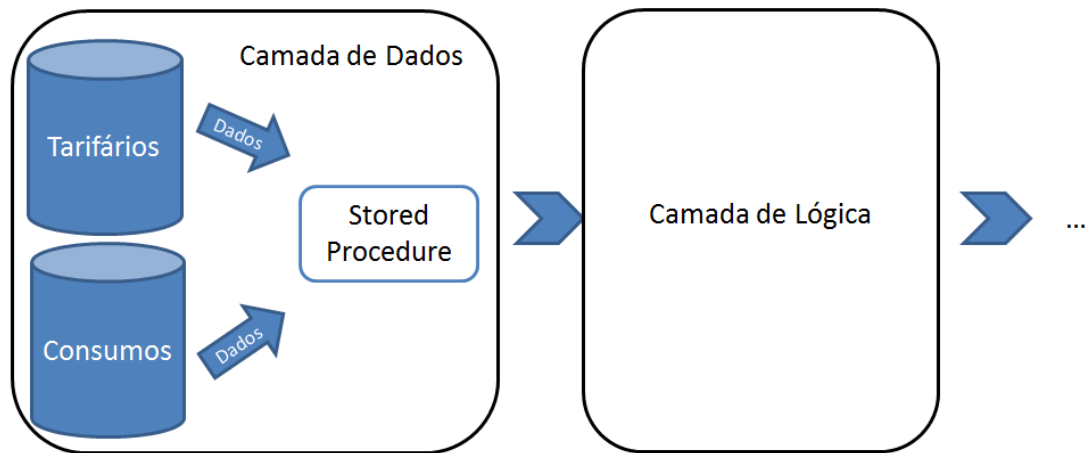 Camada de Dados
Tarifários
Dados
Stored
Procedure
Consumos
Dados
Camada de Lógica
...